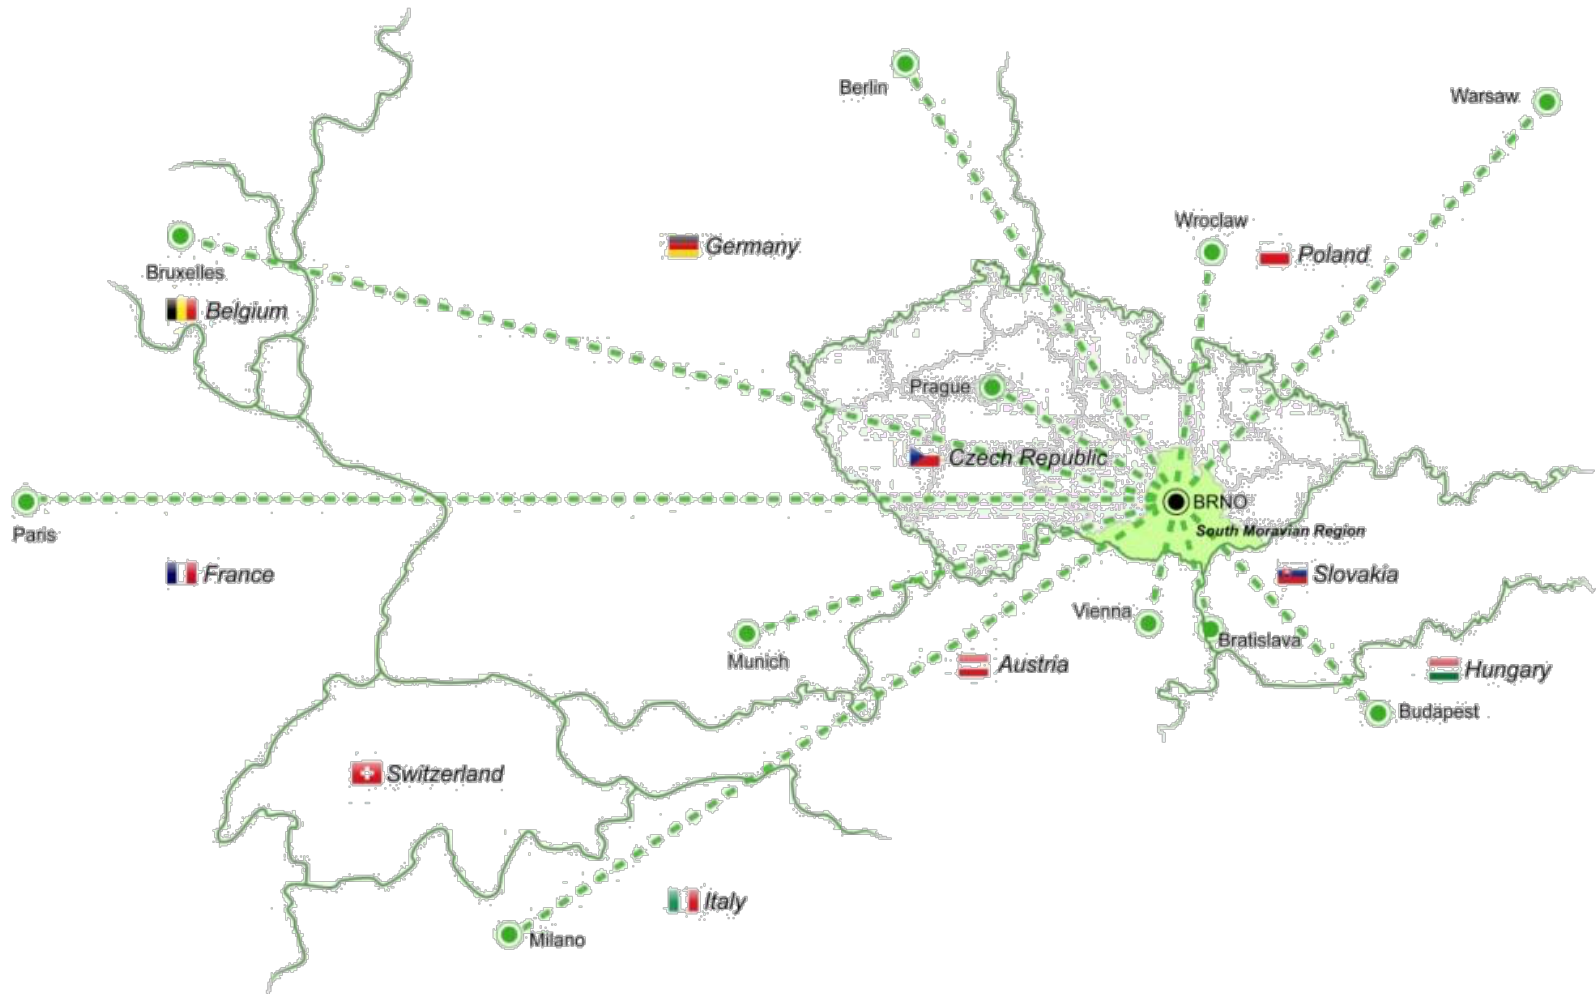 Berlin
Warsaw
Wroclaw
Germany
Poland
Bruxelles
Belgium
Prague
Czech Republic
BRNO
South Moravian Region
Paris
France
Slovakia
Vienna
Bratislava
Munich
Austria
Hungary
Budapest
Switzerland
Italy
Milano